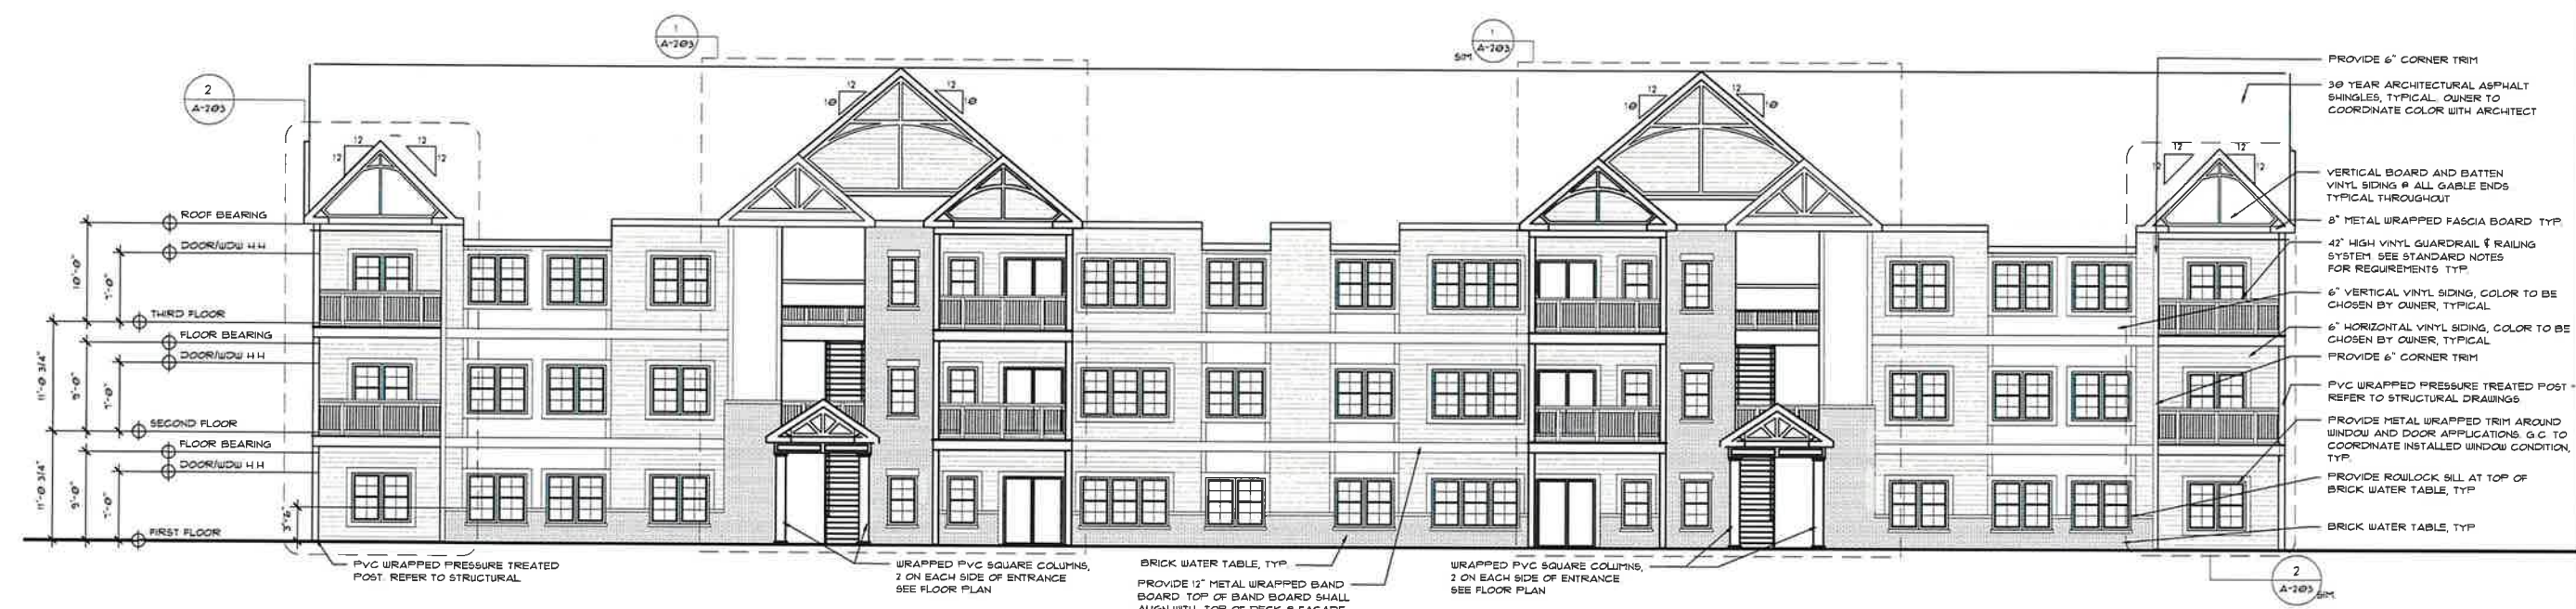 1
A-203
1
A-203
SIM.
2
A-203
12
10
12
10
12
10
12
10
12
12
12
12
12
12
12
12
ROOF BEARING
DOOR/WDW H.H.
THIRD FLOOR
FLOOR BEARING
DOOR/WDW H.H.
SECOND FLOOR
FLOOR BEARING
DOOR/WDW H.H.
FIRST FLOOR
10'-0"
7'-0"
11'-0 3/4"
9'-0"
7'-0"
11'-0 3/4"
9'-0"
7'-0"
3'-6"
PROVIDE 6" CORNER TRIM
30 YEAR ARCHITECTURAL ASPHALT
SHINGLES, TYPICAL. OWNER TO
COORDINATE COLOR WITH ARCHITECT
VERTICAL BOARD AND BATTEN
VINYL SIDING @ ALL GABLE ENDS
TYPICAL THROUGHOUT
8" METAL WRAPPED FASCIA BOARD TYP.
42" HIGH VINYL GUARDRAIL & RAILING
SYSTEM. SEE STANDARD NOTES
FOR REQUIREMENTS TYP.
6" VERTICAL VINYL SIDING, COLOR TO BE
CHOSEN BY OWNER, TYPICAL
6" HORIZONTAL VINYL SIDING, COLOR TO BE
CHOSEN BY OWNER, TYPICAL
PROVIDE 6" CORNER TRIM
PVC WRAPPED PRESSURE TREATED POST -
REFER TO STRUCTURAL DRAWINGS
PROVIDE METAL WRAPPED TRIM AROUND
WINDOW AND DOOR APPLICATIONS. G.C. TO
COORDINATE INSTALLED WINDOW CONDITION,
TYP.
PROVIDE ROWLOCK SILL AT TOP OF
BRICK WATER TABLE, TYP
BRICK WATER TABLE, TYP
PVC WRAPPED PRESSURE TREATED
POST. REFER TO STRUCTURAL
WRAPPED PVC SQUARE COLUMNS,
2 ON EACH SIDE OF ENTRANCE
SEE FLOOR PLAN
BRICK WATER TABLE, TYP.
PROVIDE 12" METAL WRAPPED BAND
BOARD. TOP OF BAND BOARD SHALL
ALIGN WITH TOP OF DECK @ FACADE
WRAPPED PVC SQUARE COLUMNS,
2 ON EACH SIDE OF ENTRANCE
SEE FLOOR PLAN
2
A-203
SIM.